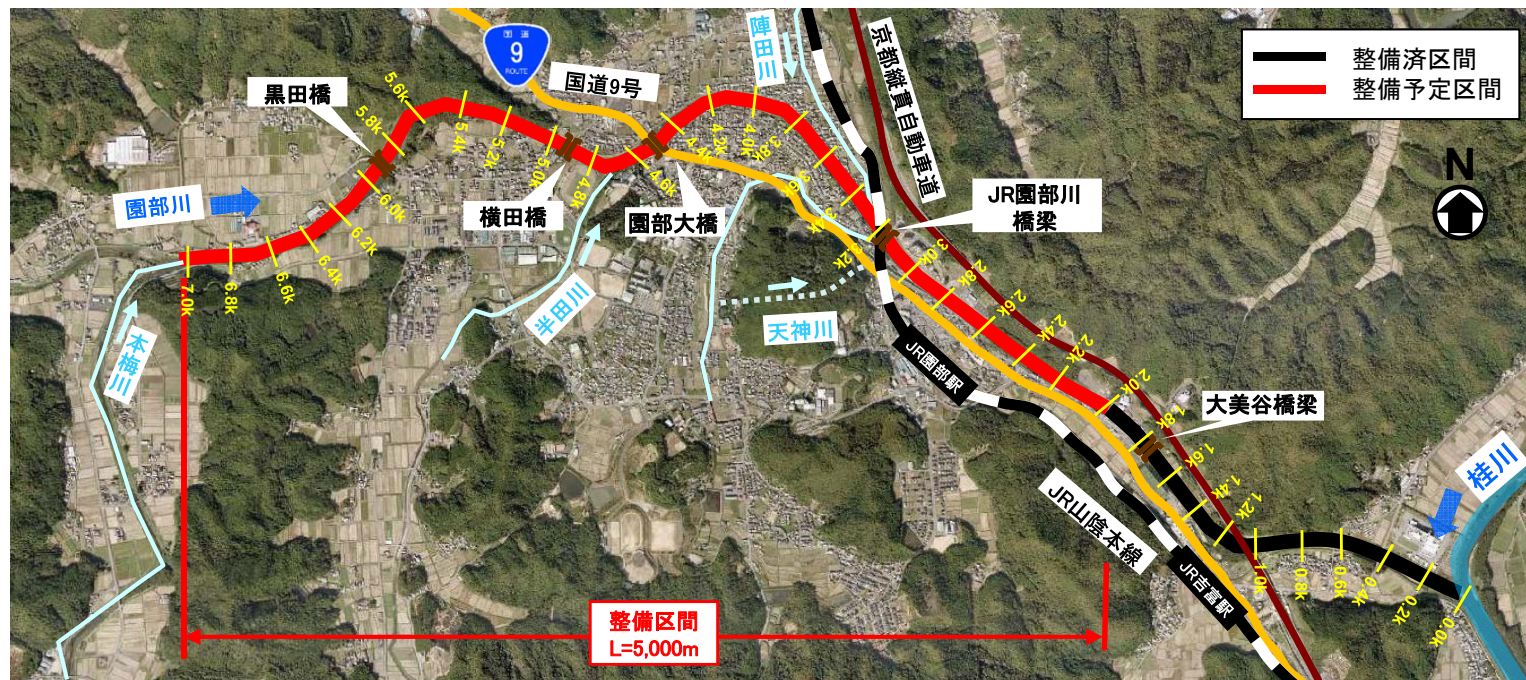 国道
9
ROUTE
国道9号
陣田川
京都縦貫自動車道
整備済区間
整備予定区間
黒田橋
5.6k
5.8k
5.4k
5.2k
5.0k
4.8k
4.6k
4.4k
4.2k
4.0k
3.8k
3.6k
3.4k
3.2k
3.0k
2.8k
2.6k
2.4k
2.2k
2.0k
1.8k
1.6k
1.4k
1.2k
1.0k
0.8k
0.6k
0.4k
0.2k
0.0k
N
園部川
6.0k
6.2k
6.4k
6.6k
6.8k
7.0k
横田橋
園部大橋
JR園部川
橋梁
本梅川
半田川
天神川
JR園部駅
大美谷橋梁
桂川
JR山陰本線
JR吉富駅
整備区間
L=5,000m